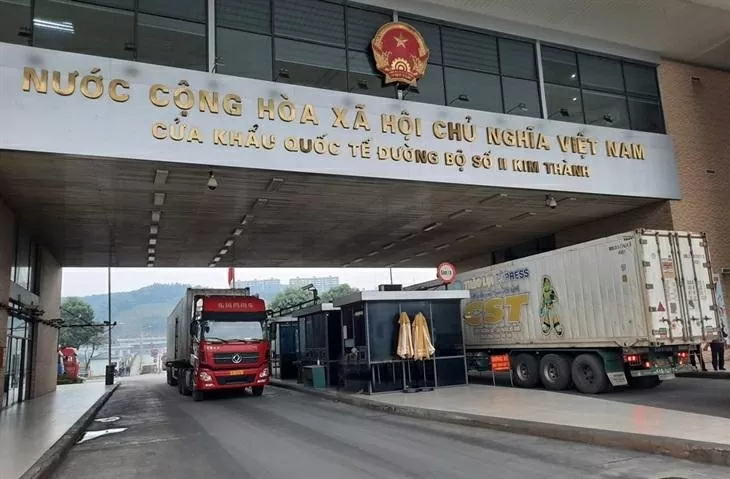 NƯỚC CỘNG HÒA XÃ HỘI CHỦ NGHĨA VIỆT NAM
CỬA KHẨU QUỐC TẾ ĐƯỜNG BỘ SỐ II KIM THÀNH
CST